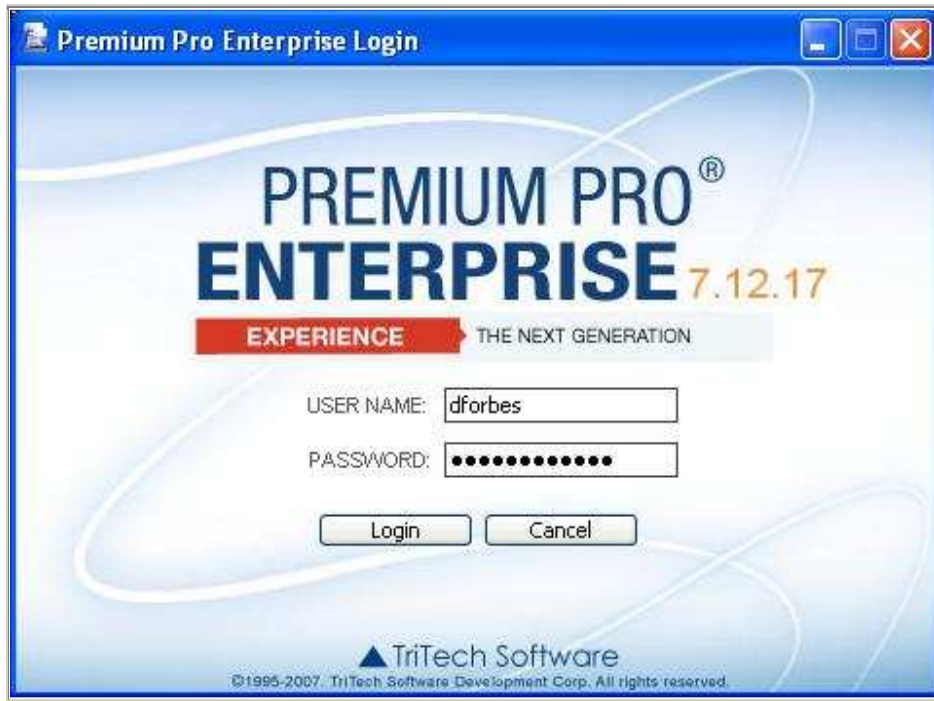 Premium Pro Enterprise Login
PREMIUM PRO®
ENTERPRISE 7.12.17
EXPERIENCE THE NEXT GENERATION
USER NAME: dforbes
PASSWORD: ●●●●●●●●●●●●
Login Cancel
TriTech Software
©1995-2007. TriTech Software Development Corp. All rights reserved.